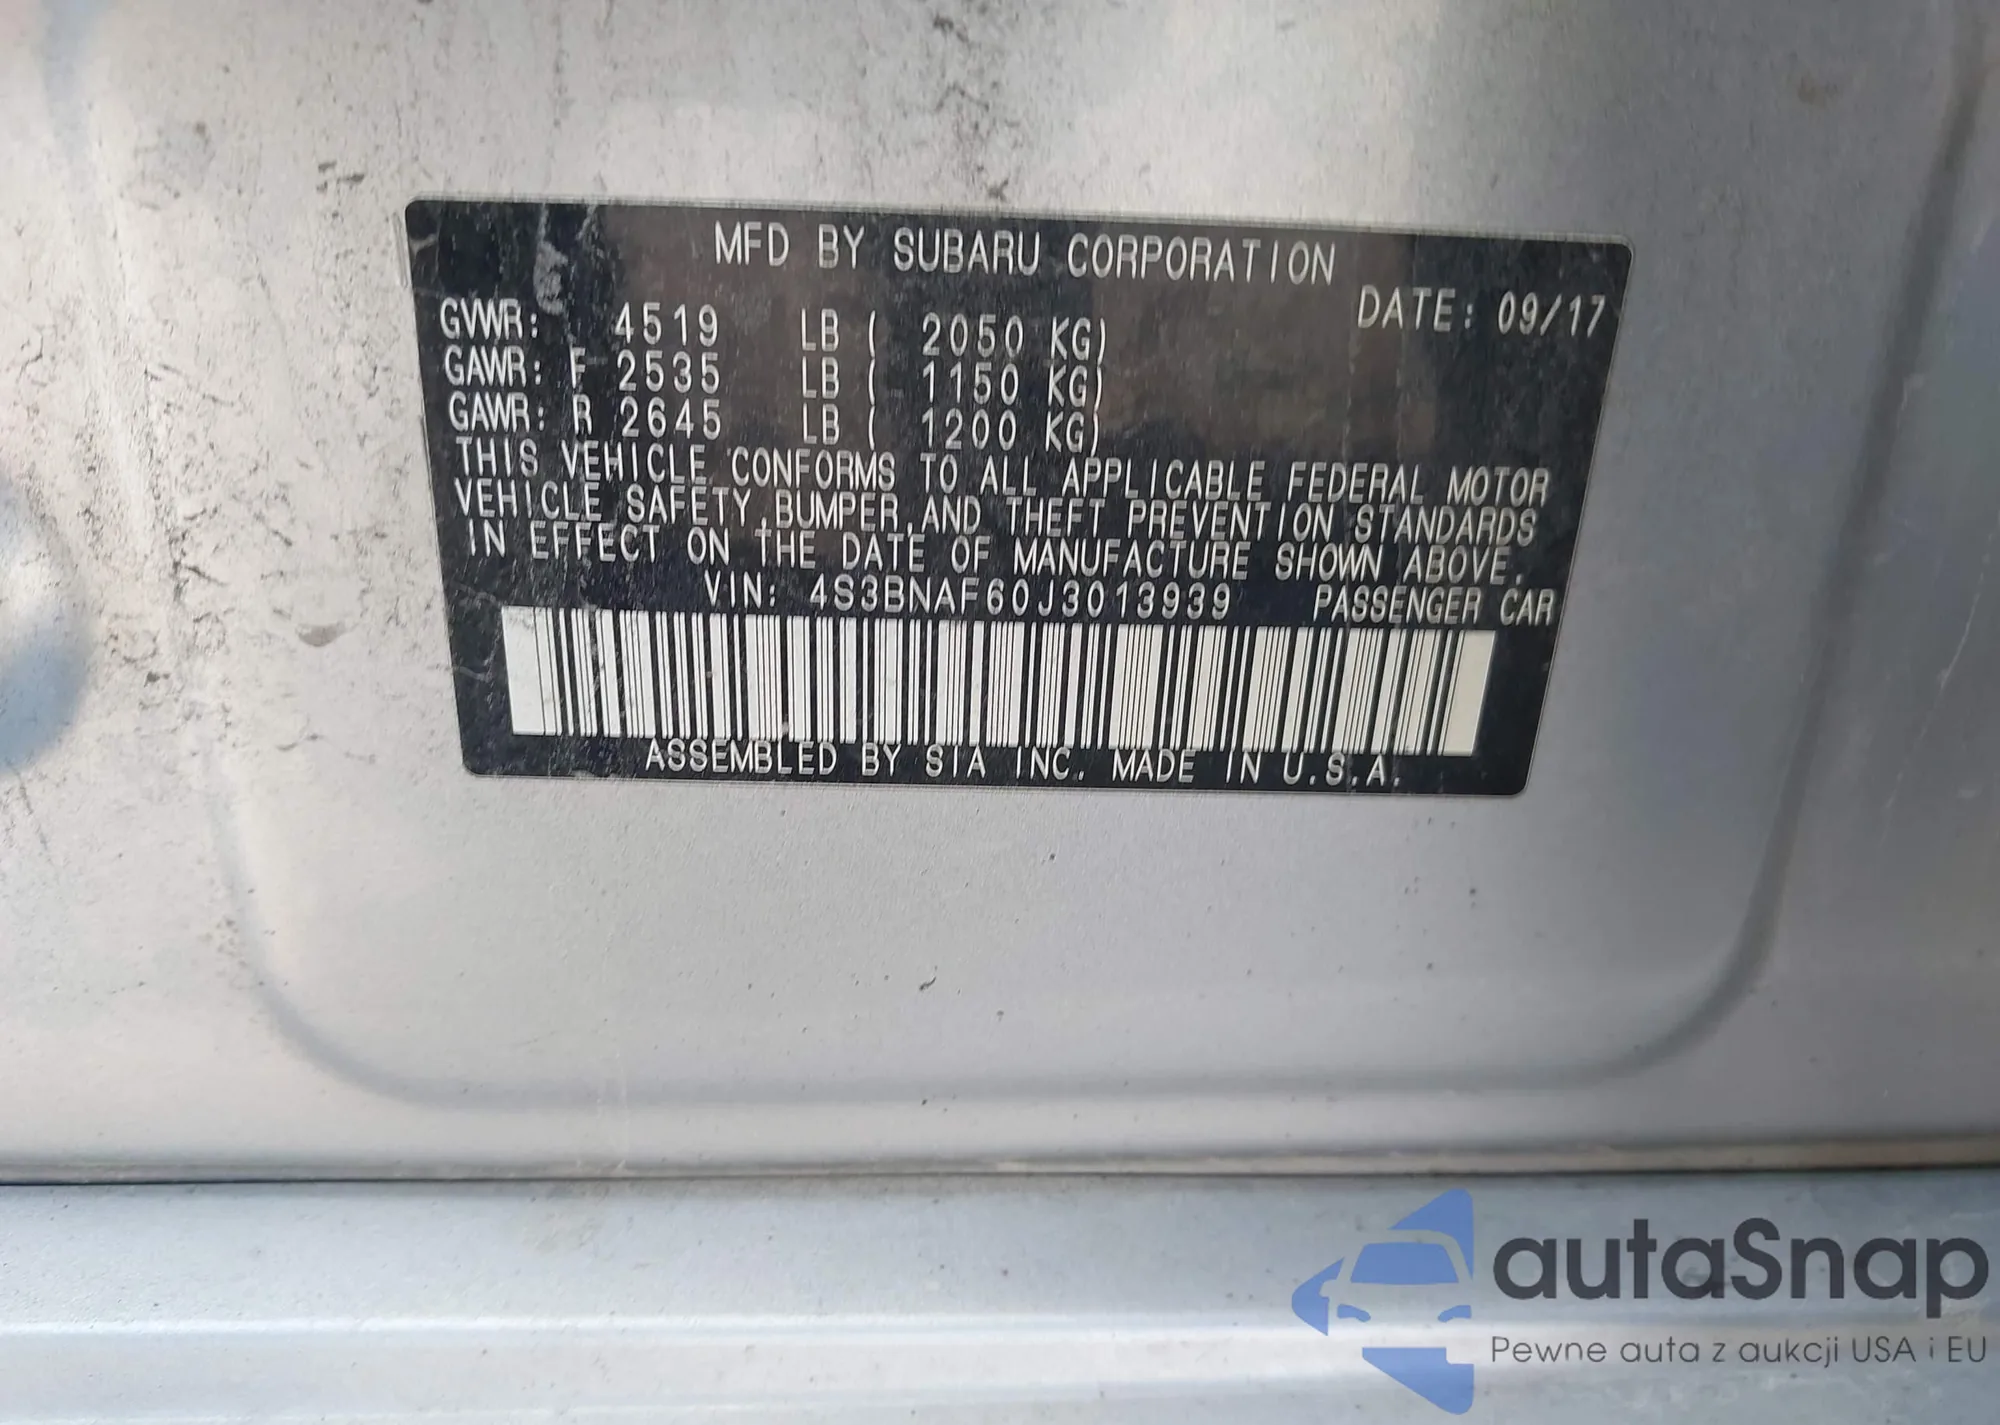 MFD BY SUBARU CORPORATION
DATE: 09/17
GVWR: 4519 LB ( 2050 KG)
GAWR: F 2535 LB ( 1150 KG)
GAWR: R 2645 LB ( 1200 KG)
THIS VEHICLE CONFORMS TO ALL APPLICABLE FEDERAL MOTOR
VEHICLE SAFETY,BUMPER,AND THEFT PREVENTION STANDARDS
IN EFFECT ON THE DATE OF MANUFACTURE SHOWN ABOVE.
VIN: 4S3BNAF60J3013939 PASSENGER CAR
ASSEMBLED BY SIA INC. MADE IN U.S.A.
autaSnap
Pewne auta z aukcji USA i EU